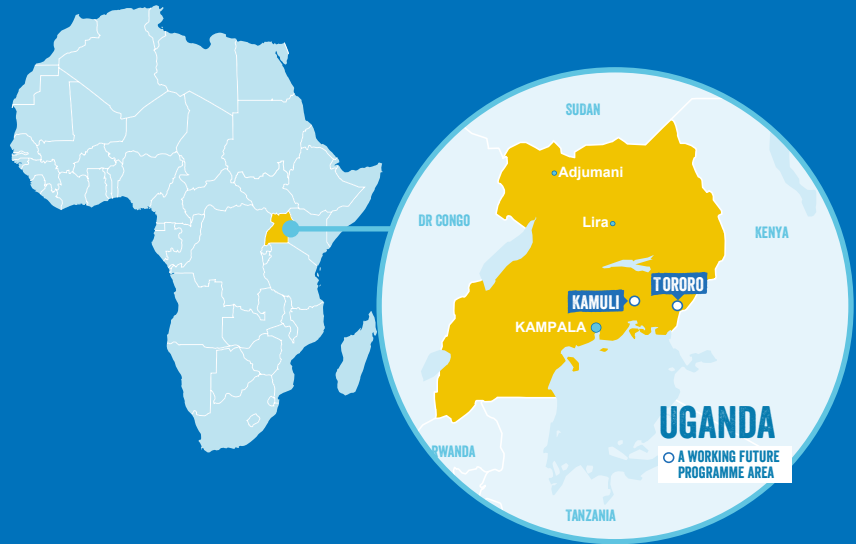 SUDAN
Adjumani
DR CONGO
Lira
KENYA
TORORO
KAMULI
KAMPALA
UGANDA
A WORKING FUTURE
PROGRAMME AREA
RWANDA
TANZANIA